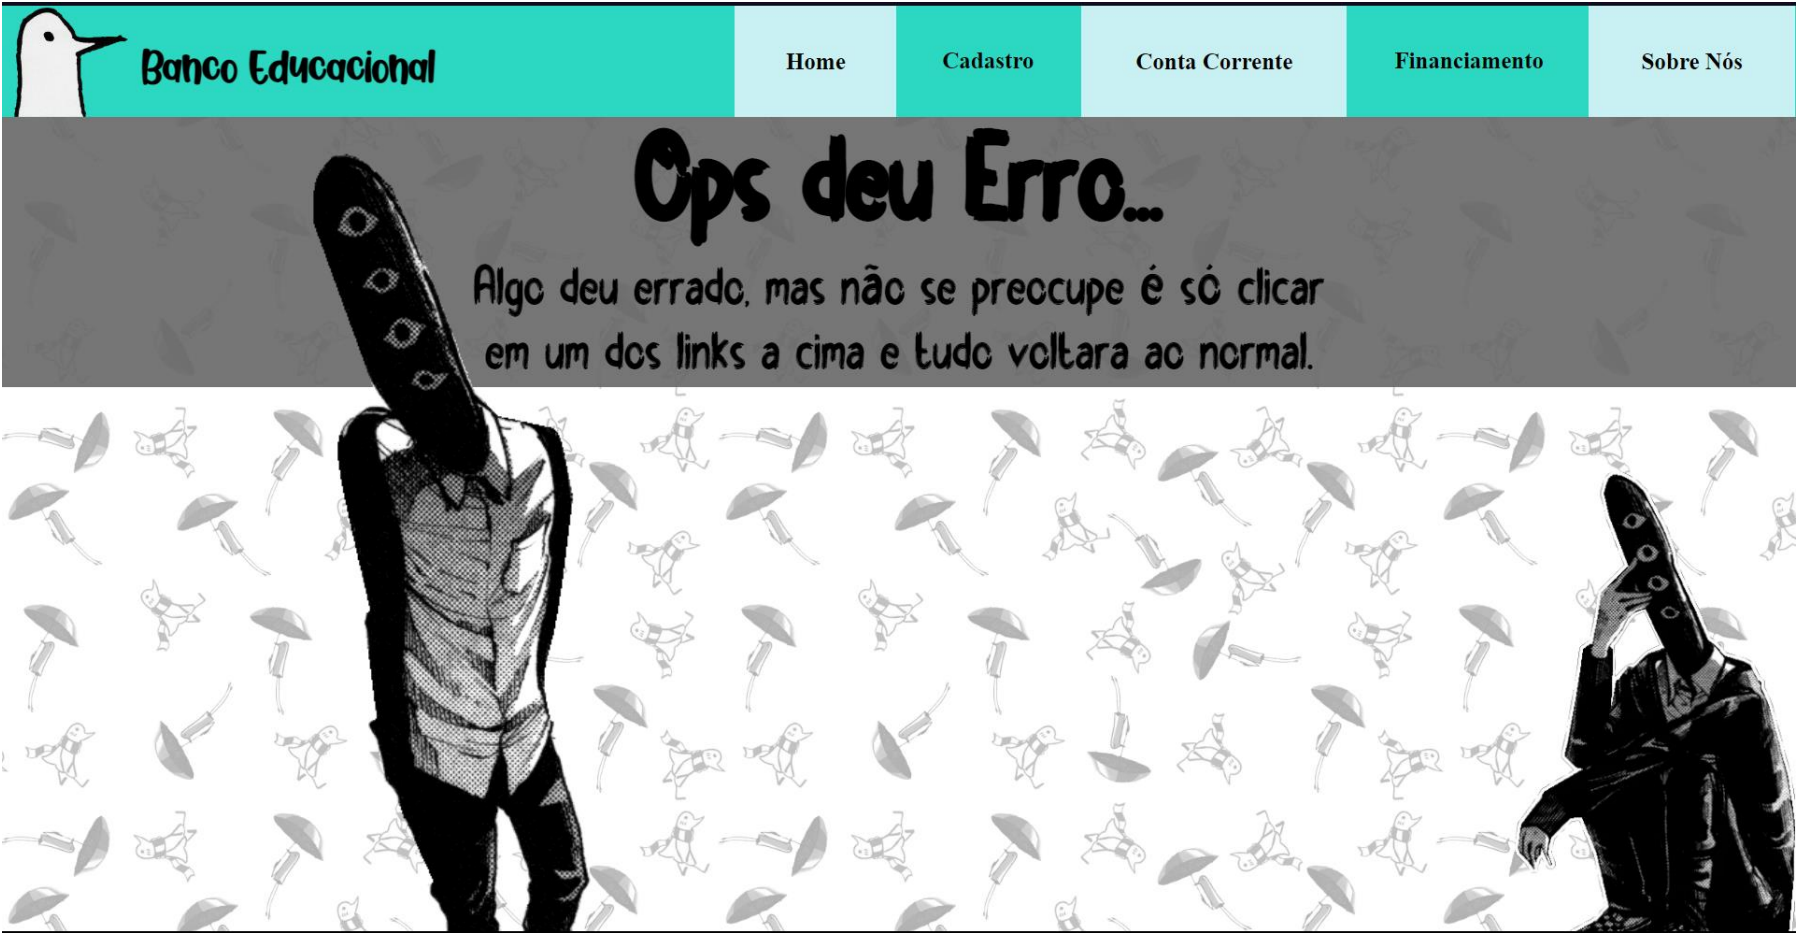 Banco Educacional
Home
Cadastro
Conta Corrente
Financiamento
Sobre Nós
Ops deu Erro...
Algo deu errado, mas não se preocupe é só clicar
em um dos links a cima e tudo voltara ao normal.